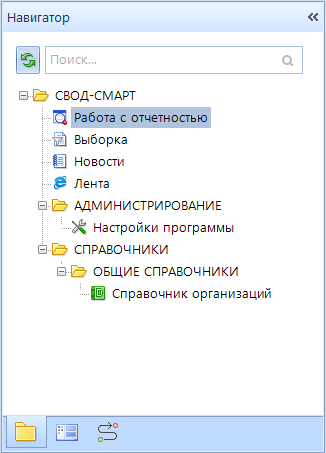 Навигатор
Поиск...
СВОД-СМАРТ
Работа с отчетностью
Выборка
Новости
Лента
АДМИНИСТРИРОВАНИЕ
Настройки программы
СПРАВОЧНИКИ
ОБЩИЕ СПРАВОЧНИКИ
Справочник организаций